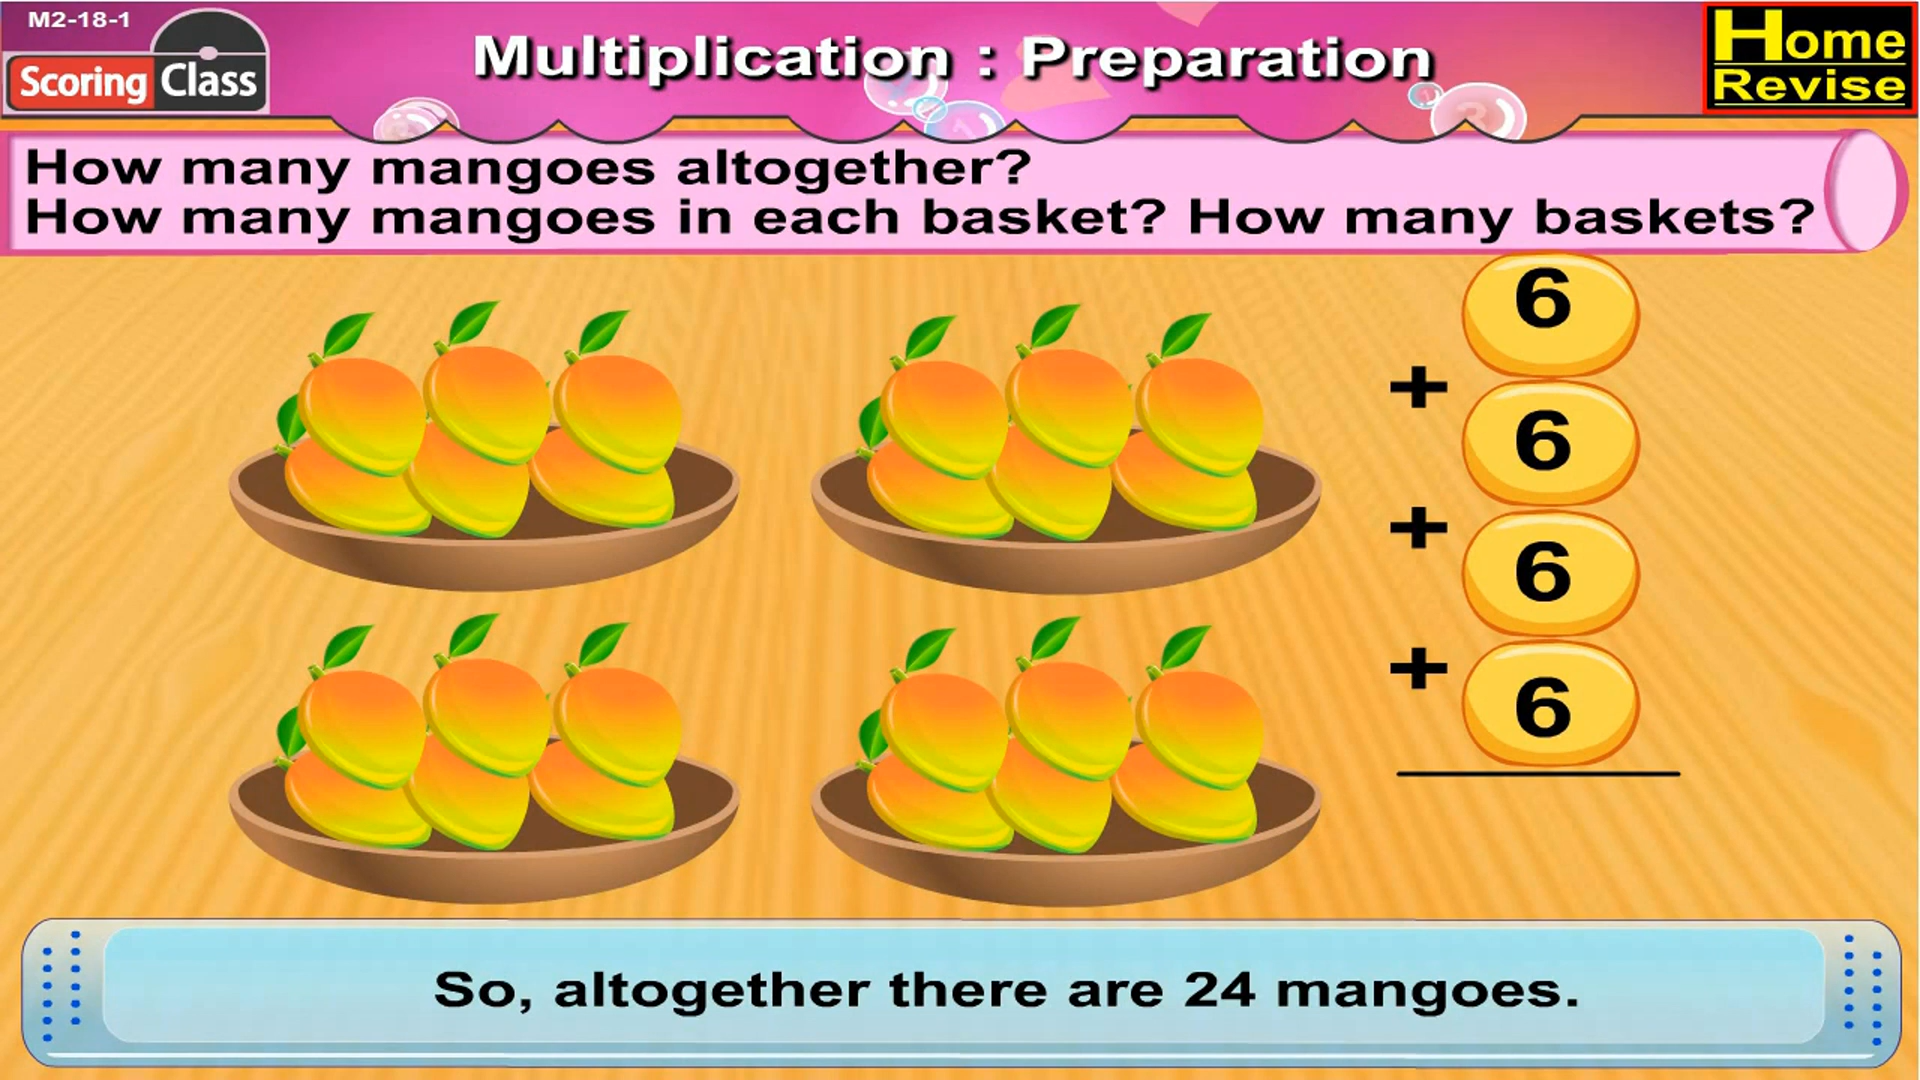 M2-18-1
Scoring Class
Multiplication : Preparation
Home
Revise
How many mangoes altogether?
How many mangoes in each basket? How many baskets?
6
+
6
+
6
+
6
So, altogether there are 24 mangoes.